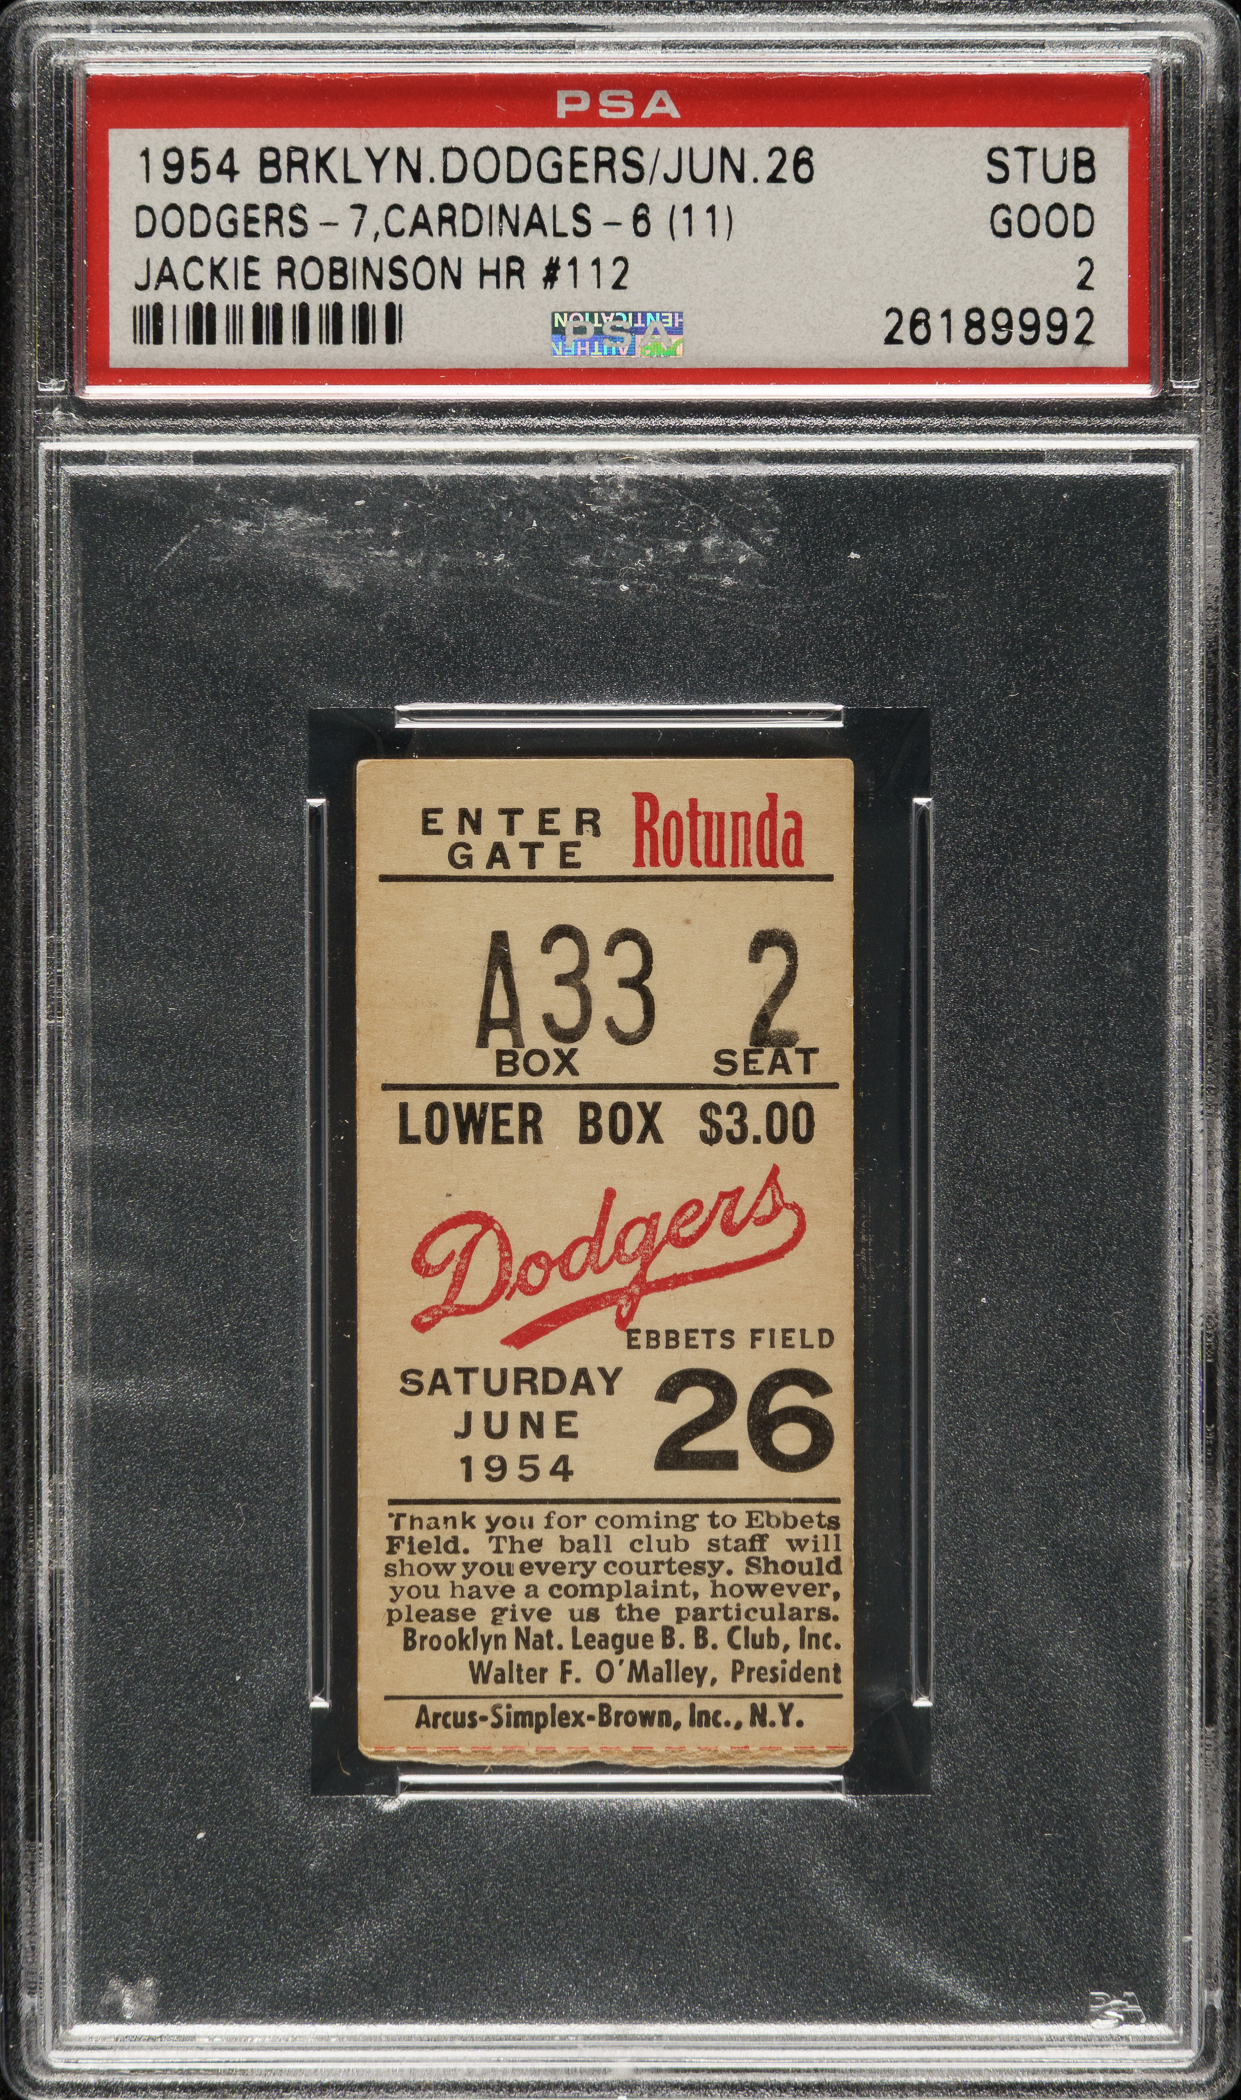 PSA
1954 BRKLYN.DODGERS/JUN.26 STUB
DODGERS-7,CARDINALS-6 (11) GOOD
JACKIE ROBINSON HR #112 2
26189992
PSA
ENTER GATE Rotunda
A33 2
BOX SEAT
LOWER BOX $3.00
Dodgers
EBBETS FIELD
SATURDAY
JUNE 26
1954
Thank you for coming to Ebbets
Field. The ball club staff will
show you every courtesy. Should
you have a complaint, however,
please give us the particulars.
Brooklyn Nat. League B. B. Club, Inc.
Walter F. O'Malley, President
Arcus-Simplex-Brown, Inc., N.Y.
PSA